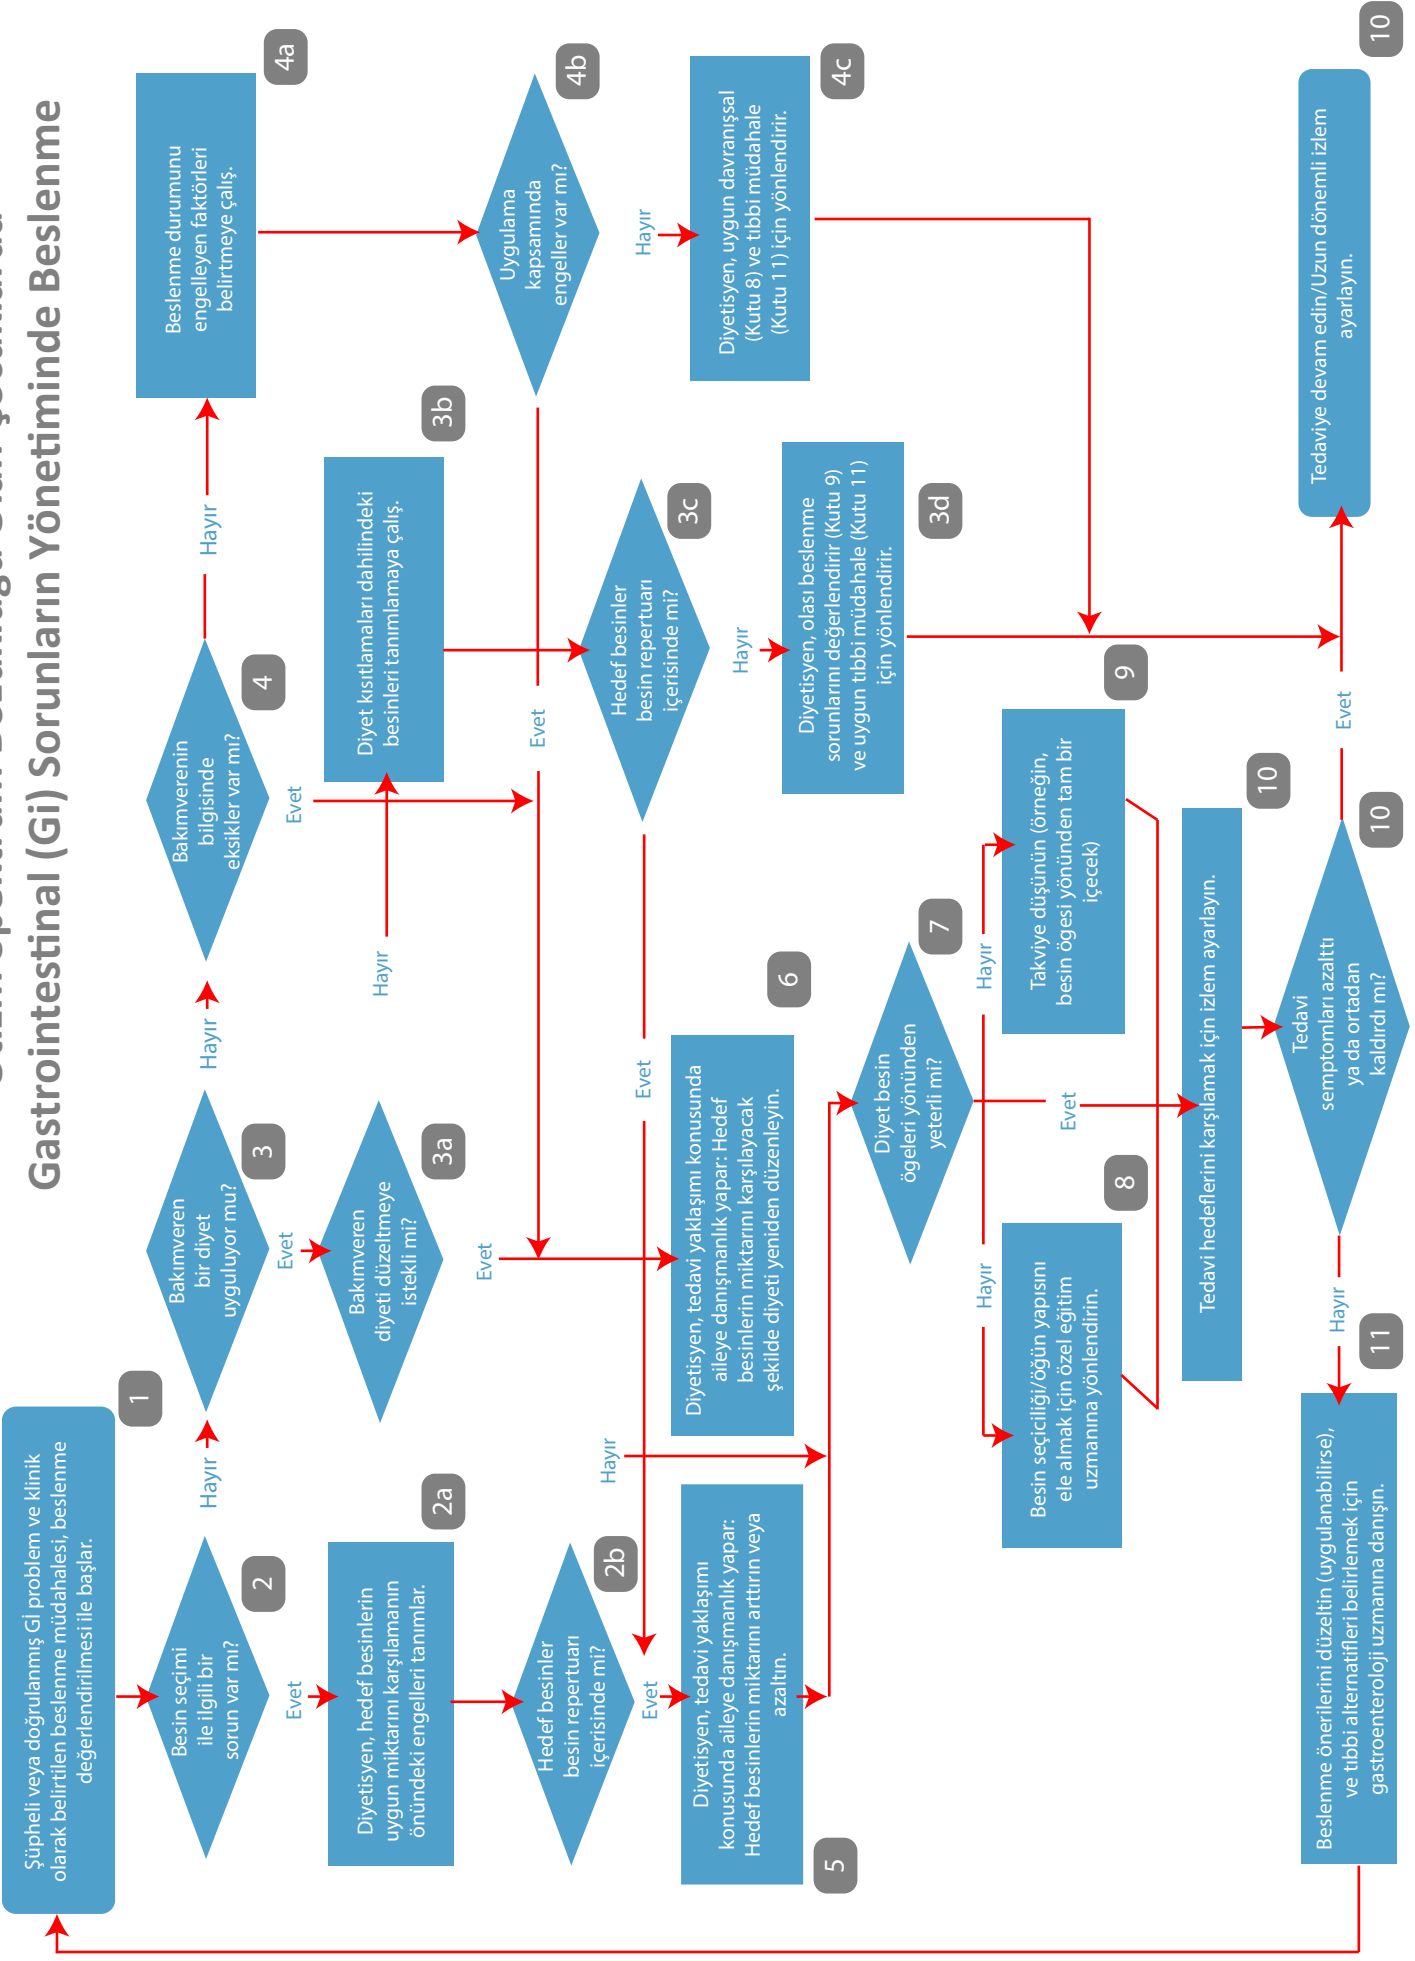 Gastrointestinal (Gi) Sorunların Yönetiminde Beslenme
Şüpheli veya doğrulanmış Gİ problem ve klinik
olarak belirtilen beslenme müdahalesi, beslenme
değerlendirilmesi ile başlar.
1
Besin seçimi
ile ilgili bir
sorun var mı?
2
Hayır
Evet
Diyetisyen, hedef besinlerin
uygun miktarını karşılamanın
önündeki engelleri tanımlar.
2a
Hedef besinler
besin repertuarı
içerisinde mi?
2b
Evet
Hayır
Diyetisyen, tedavi yaklaşımı
konusunda aileye danışmanlık yapar:
Hedef besinlerin miktarını arttırın veya
azaltın.
5
Bakımveren
bir diyet
uyguluyor mu?
3
Hayır
Evet
Bakımveren
diyeti düzeltmeye
istekli mi?
3a
Evet
Hayır
Diyet kısıtlamaları dahilindeki
besinleri tanımlamaya çalış.
3b
Hedef besinler
besin repertuarı
içerisinde mi?
3c
Evet
Hayır
Diyetisyen, olası beslenme
sorunlarını değerlendirir (Kutu 9)
ve uygun tıbbi müdahale (Kutu 11)
için yönlendirir.
3d
Bakımverenin
bilgisinde
eksikler var mı?
4
Hayır
Evet
Beslenme durumunu
engelleyen faktörleri
belirtmeye çalış.
4a
Uygulama
kapsamında
engeller var mı?
4b
Evet
Hayır
Diyetisyen, uygun davranışsal
(Kutu 8) ve tıbbi müdahale
(Kutu 11) için yönlendirir.
4c
Diyetisyen, tedavi yaklaşımı konusunda
aileye danışmanlık yapar: Hedef
besinlerin miktarını karşılayacak
şekilde diyeti yeniden düzenleyin.
6
Diyet besin
ögeleri yönünden
yeterli mi?
7
Hayır
Evet
Hayır
Besin seçiciliği/öğün yapısını
ele almak için özel eğitim
uzmanına yönlendirin.
8
Takviye düşünün (örneğin,
besin ögesi yönünden tam bir
içecek)
9
Tedavi hedeflerini karşılamak için izlem ayarlayın.
10
Tedavi
semptomları azalttı
ya da ortadan
kaldırdı mı?
10
Evet
Tedaviye devam edin/Uzun dönemli izlem
ayarlayın.
10
Hayır
Beslenme önerilerini düzeltin (uygulanabilirse),
ve tıbbi alternatifleri belirlemek için
gastroenteroloji uzmanına danışın.
11